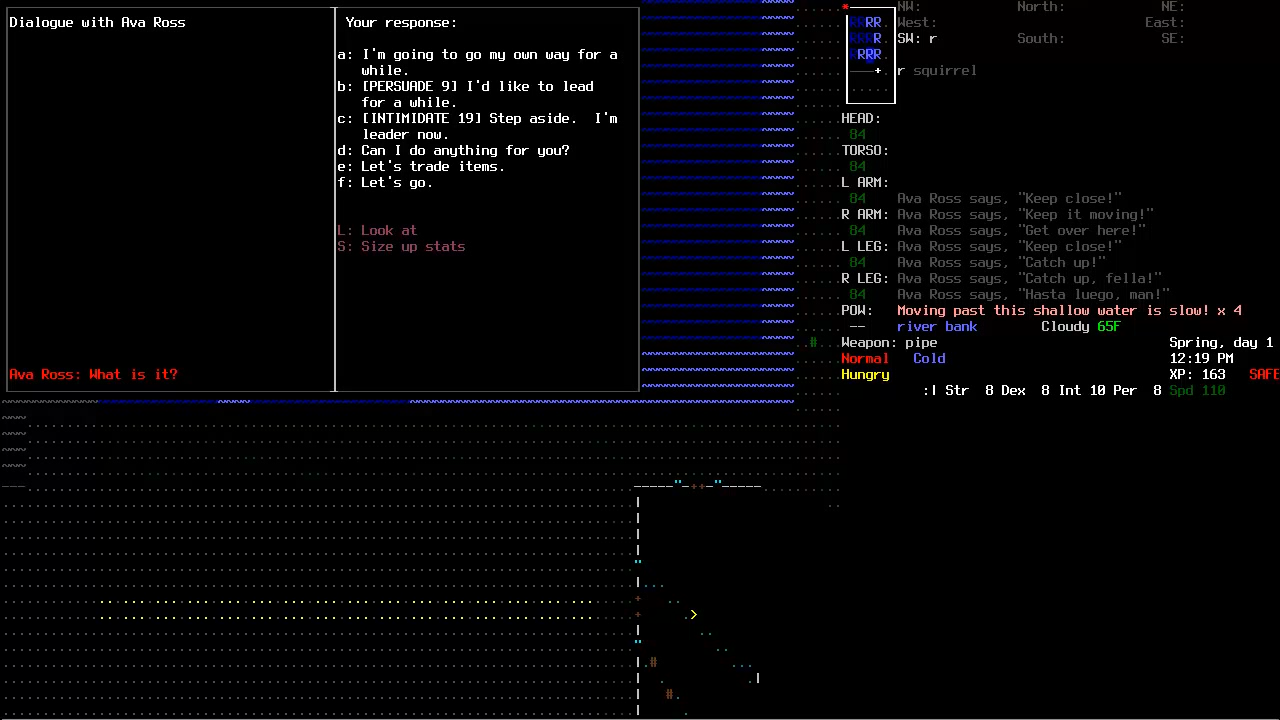 Dialogue with Ava Ross
Your response:
a: I'm going to go my own way for a
while.
b: [PERSUADE 9] I'd like to lead
for a while.
c: [INTIMIDATE 19] Step aside.  I'm
leader now.
d: Can I do anything for you?
e: Let's trade items.
f: Let's go.
L: Look at
S: Size up stats
Ava Ross: What is it?
NW: North: NE:
West: East:
SW: r South: SE:
r squirrel
HEAD:
84
TORSO:
84
L ARM:
84 Ava Ross says, "Keep close!"
R ARM: Ava Ross says, "Keep it moving!"
84 Ava Ross says, "Get over here!"
L LEG: Ava Ross says, "Keep close!"
84 Ava Ross says, "Catch up!"
R LEG: Ava Ross says, "Catch up, fella!"
84 Ava Ross says, "Hasta luego, man!"
POW: Moving past this shallow water is slow! x 4
-- river bank Cloudy 65F
Weapon: pipe Spring, day 1
Normal Cold 12:19 PM
Hungry XP: 163 SAFE
:| Str 8 Dex 8 Int 10 Per 8 Spd 110